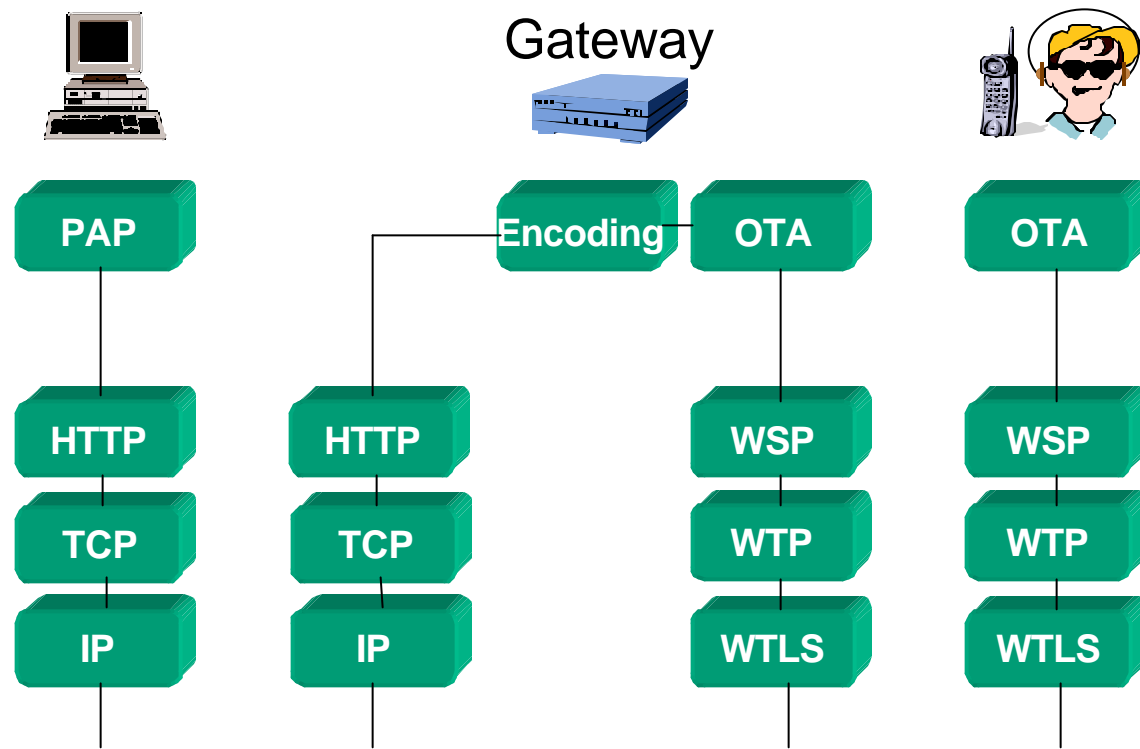 Gateway
PAP
Encoding
OTA
OTA
HTTP
HTTP
WSP
WSP
TCP
TCP
WTP
WTP
IP
IP
WTLS
WTLS